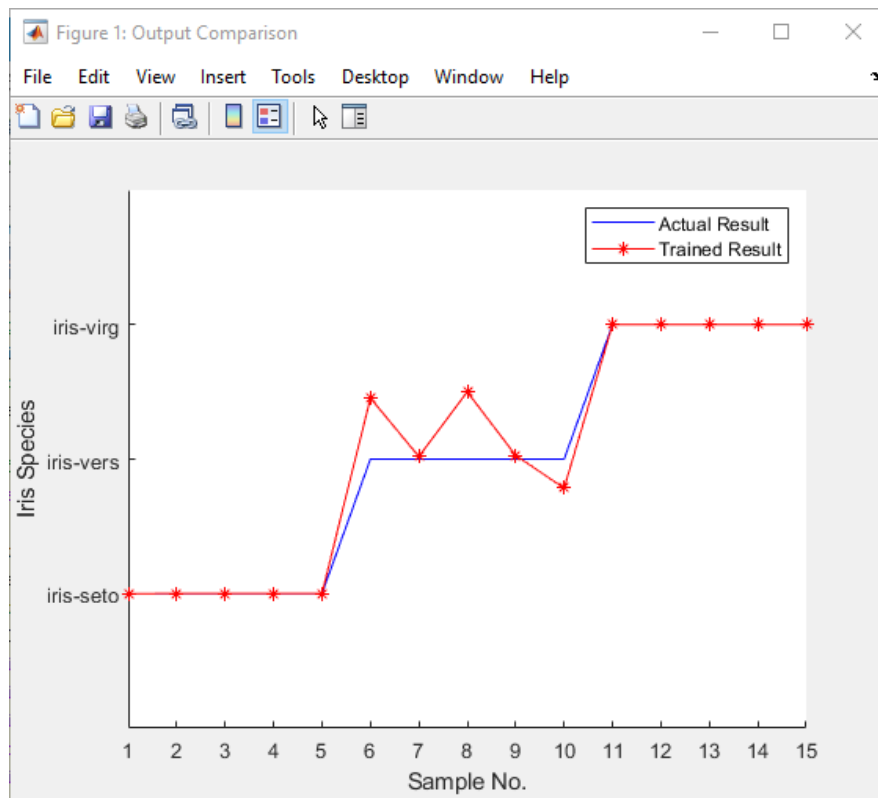 Figure 1: Output Comparison
File Edit View Insert Tools Desktop Window Help
Actual Result
Trained Result
iris-virg
iris-vers
iris-seto
Iris Species
1 2 3 4 5 6 7 8 9 10 11 12 13 14 15
Sample No.